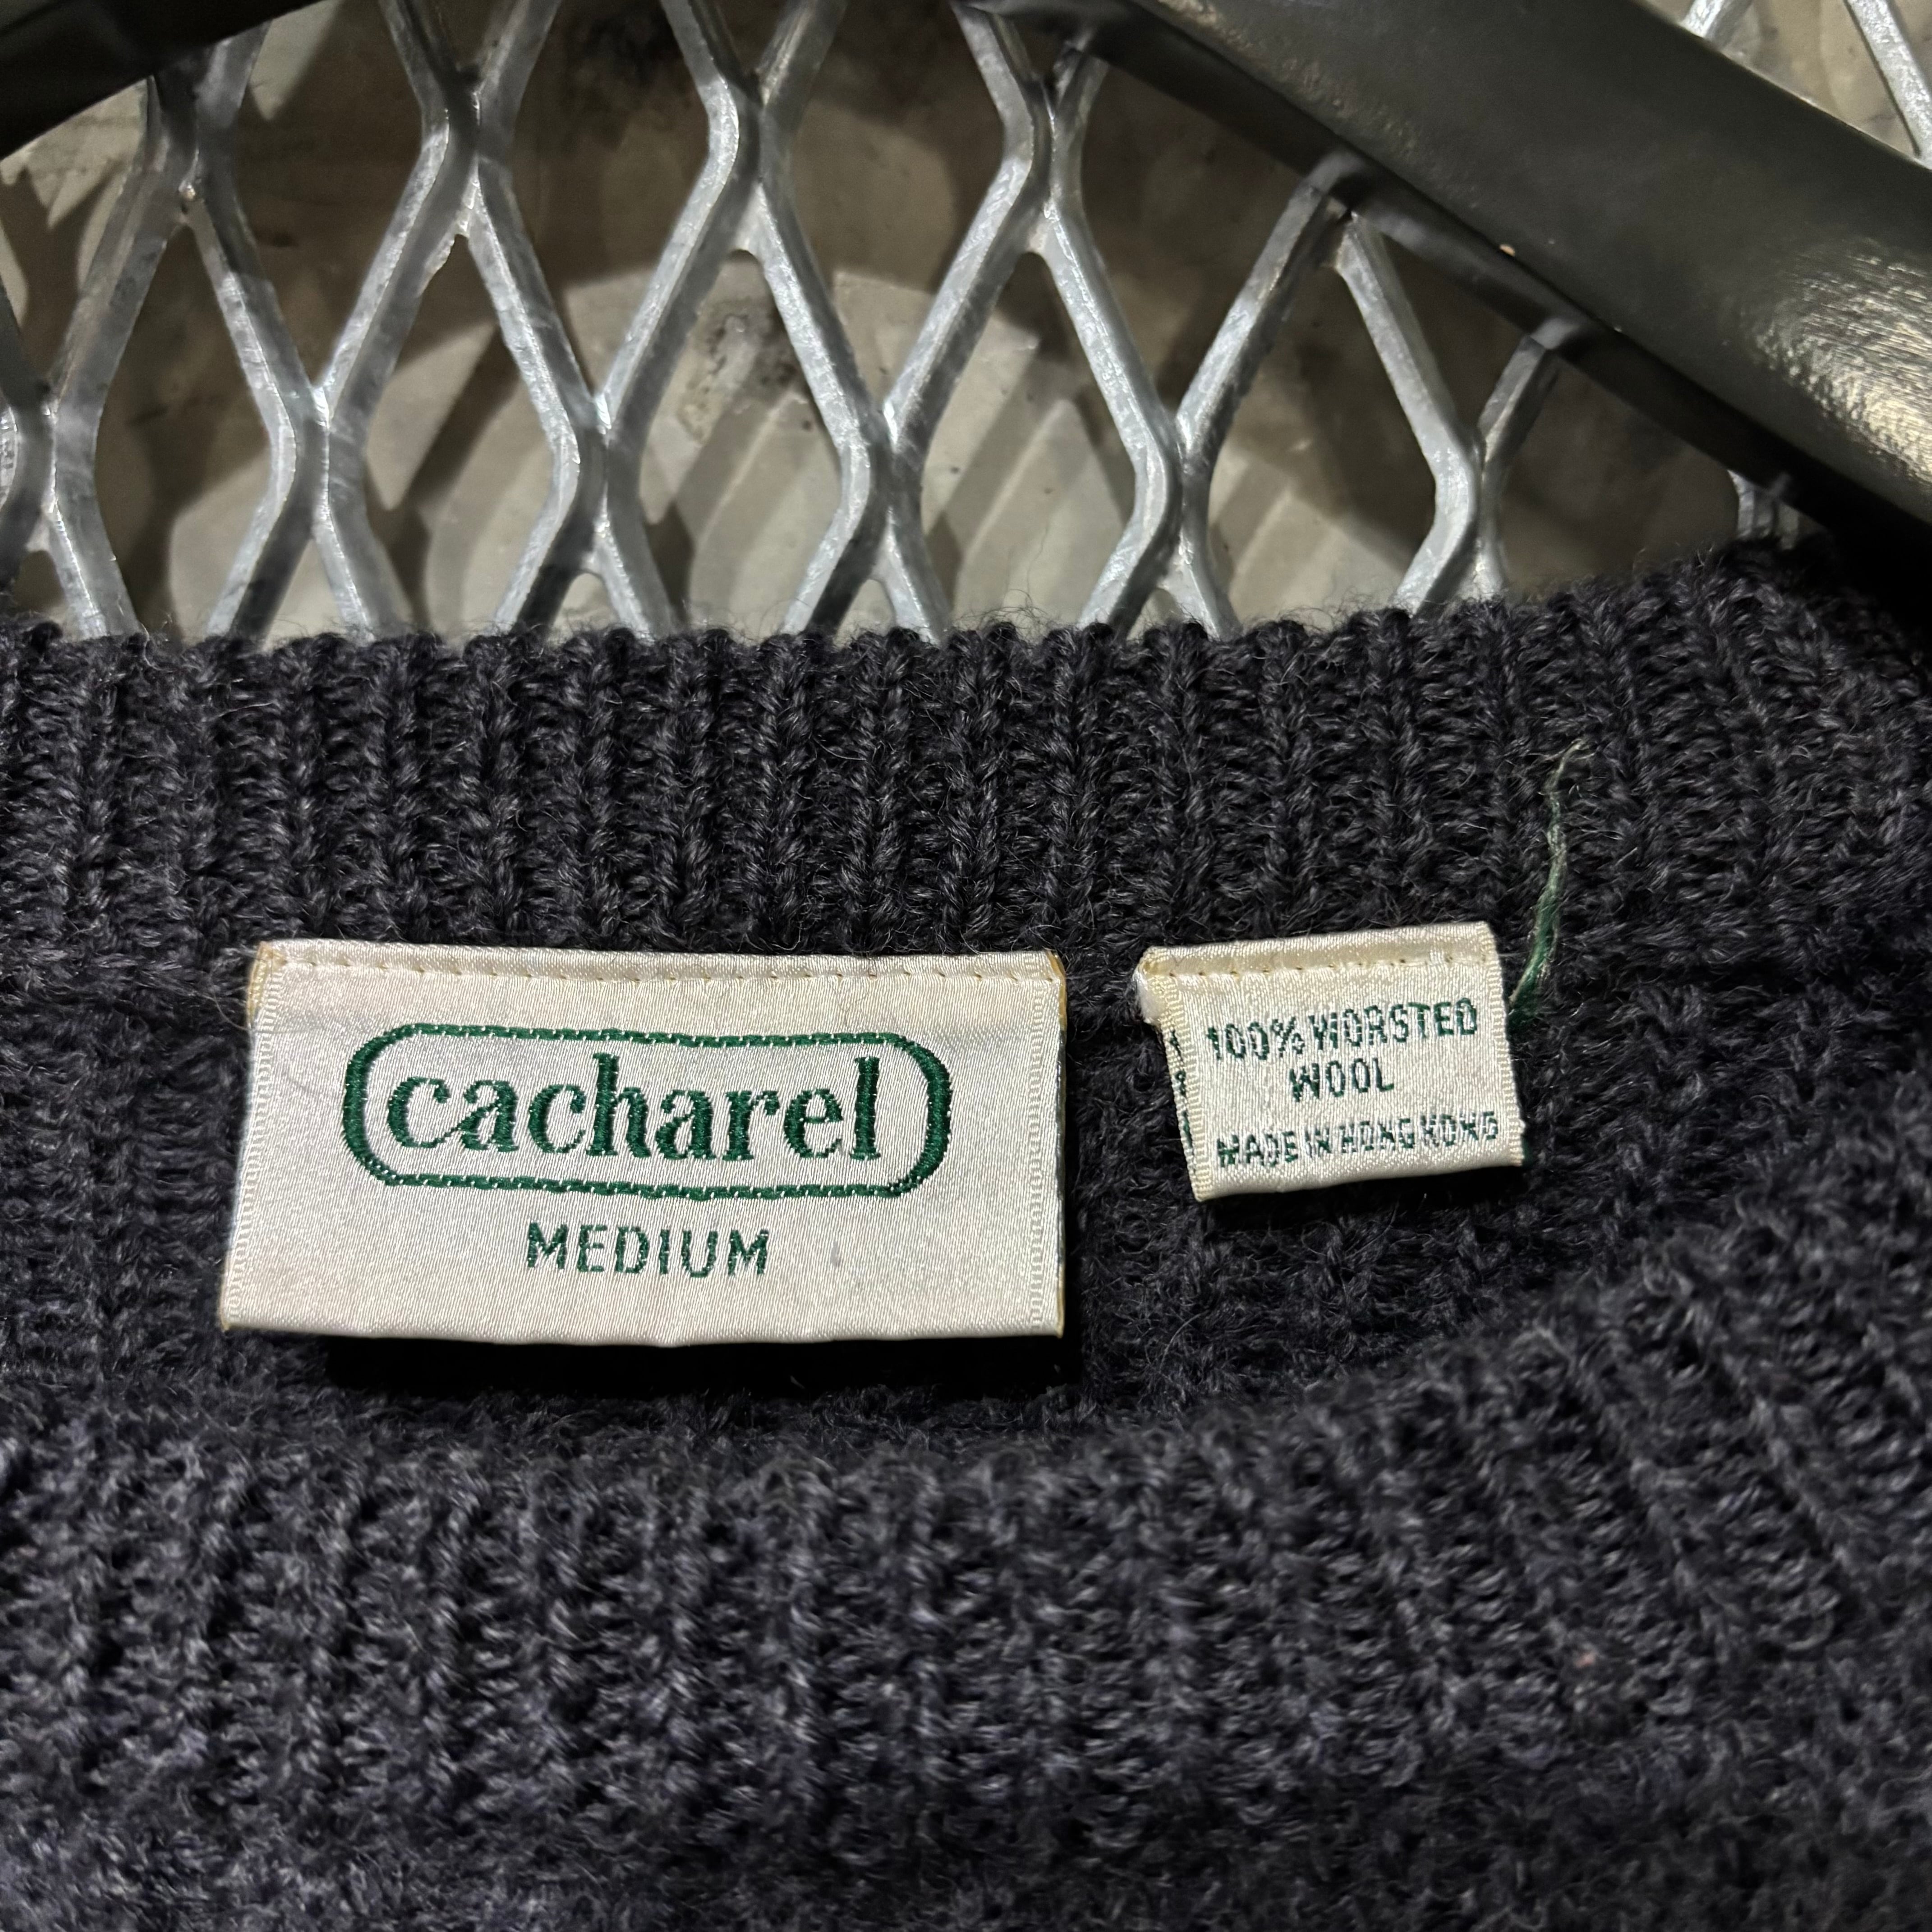 cacharel
MEDIUM
100% WORSTED
WOOL
MADE IN HONG KONG